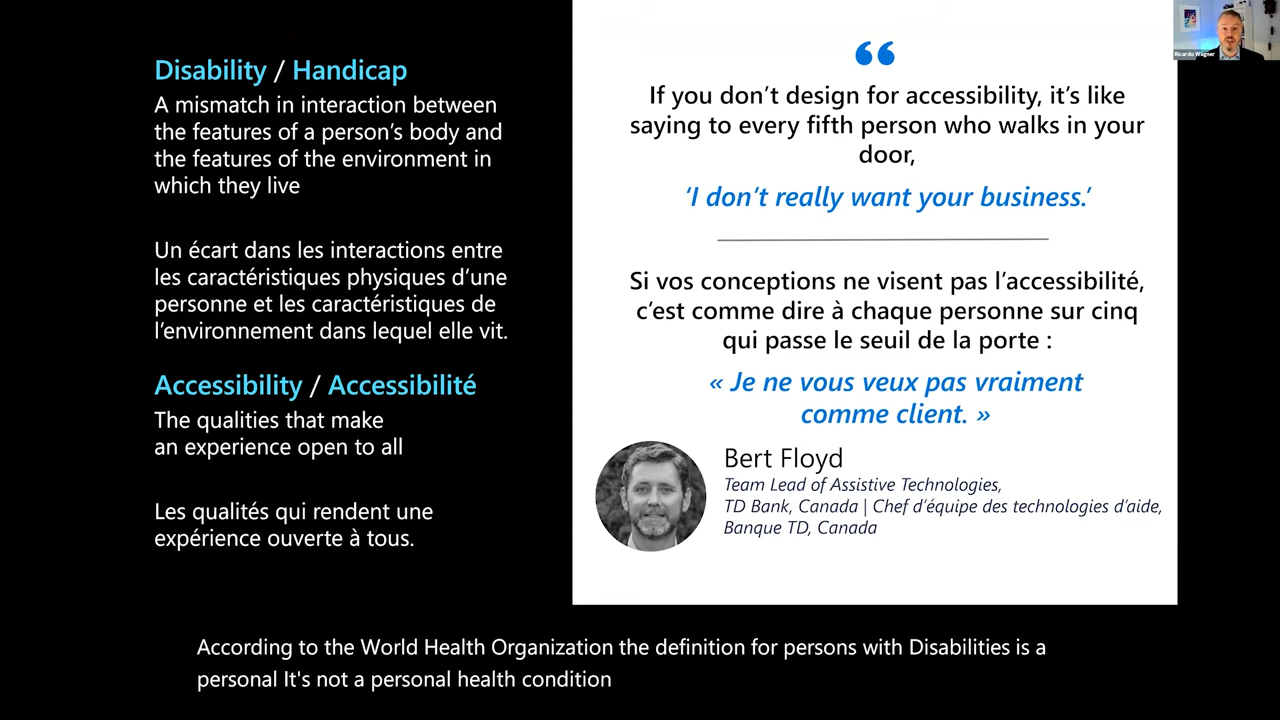 Disability / Handicap
A mismatch in interaction between
the features of a person's body and
the features of the environment in
which they live
Un écart dans les interactions entre
les caractéristiques physiques d'une
personne et les caractéristiques de
l'environnement dans lequel elle vit.
Accessibility / Accessibilité
The qualities that make
an experience open to all
Les qualités qui rendent une
expérience ouverte à tous.
“
If you don't design for accessibility, it's like
saying to every fifth person who walks in your
door,
‘I don't really want your business.’
Si vos conceptions ne visent pas l'accessibilité,
c'est comme dire à chaque personne sur cinq
qui passe le seuil de la porte :
« Je ne vous veux pas vraiment
comme client. »
Bert Floyd
Team Lead of Assistive Technologies,
TD Bank, Canada | Chef d'équipe des technologies d'aide,
Banque TD, Canada
Ricardo Wagner
According to the World Health Organization the definition for persons with Disabilities is a
personal It's not a personal health condition